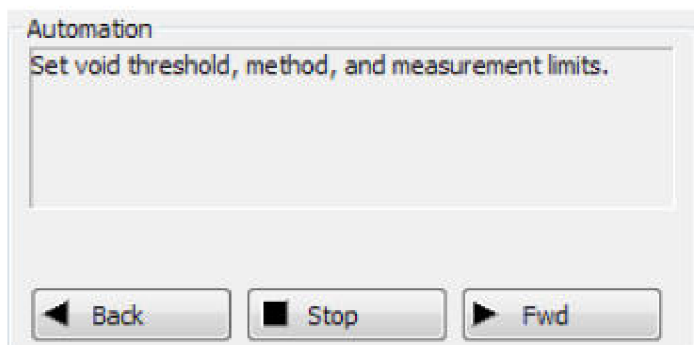 Automation
Set void threshold, method, and measurement limits.
Back
Stop
Fwd